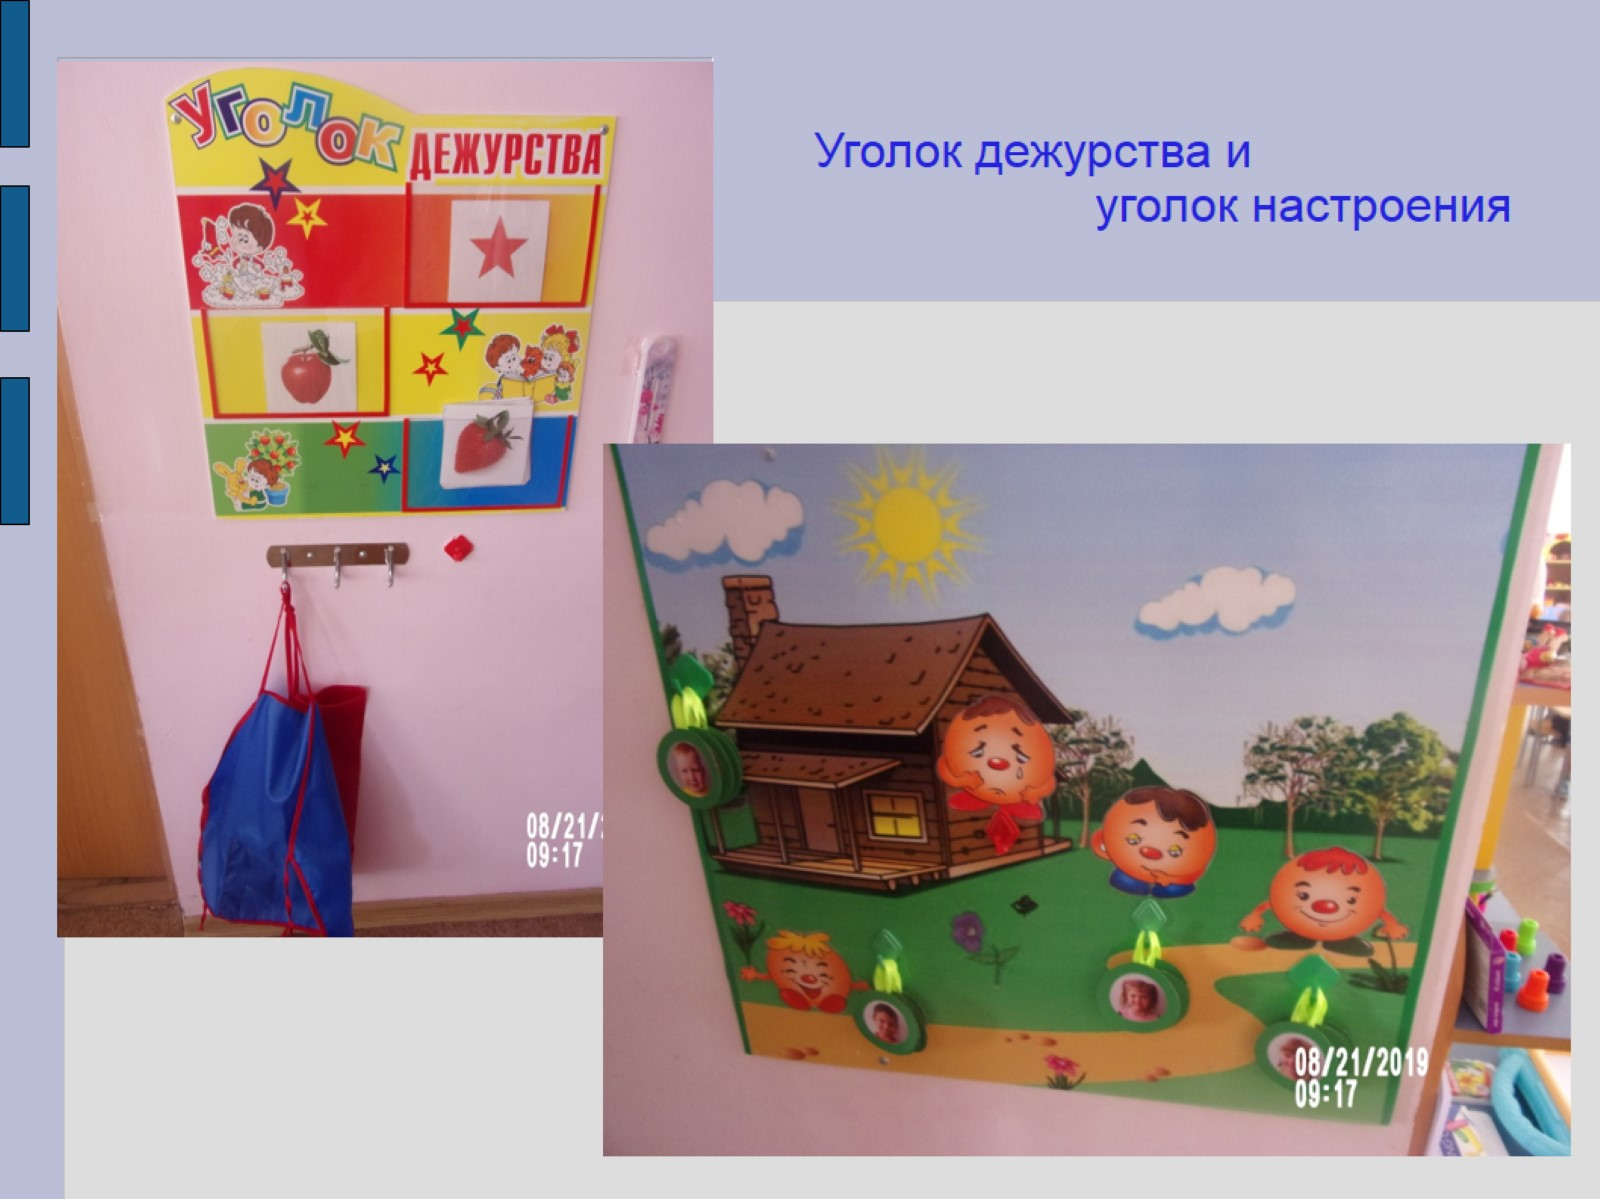 Уголок дежурства и
уголок настроения
Уголок
ДЕЖУРСТВА
08/21/
09:17
08/21/2019
09:17